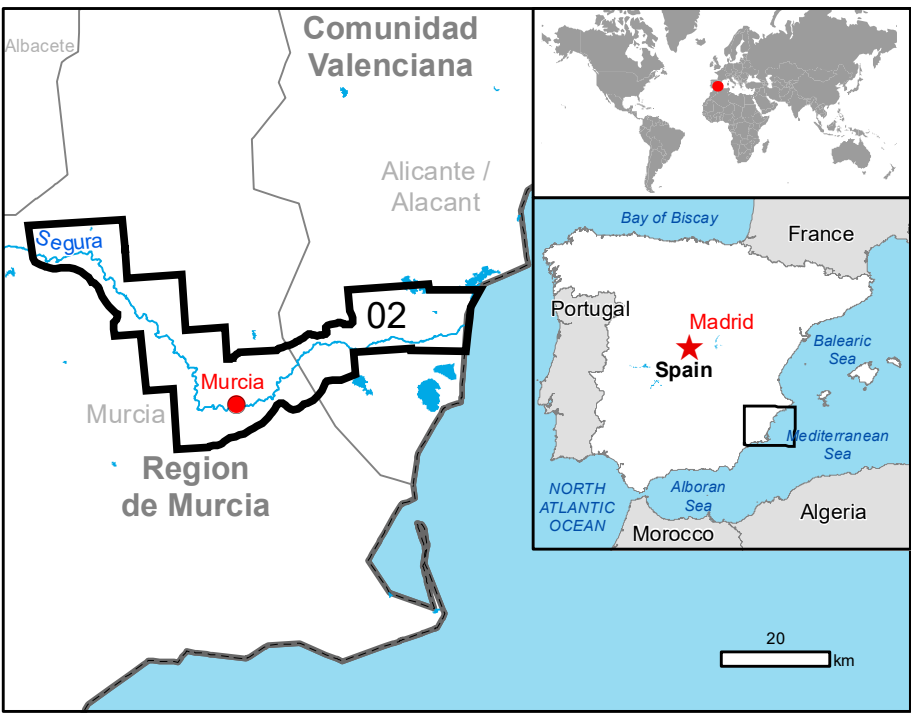 Comunidad
Valenciana
Albacete
Alicante /
Alacant
Segura
02
Murcia
Murcia
Region
de Murcia
Bay of Biscay
France
Portugal
Madrid
Spain
Balearic
Sea
Mediterranean
Sea
NORTH
ATLANTIC
OCEAN
Alboran
Sea
Algeria
Morocco
20
km